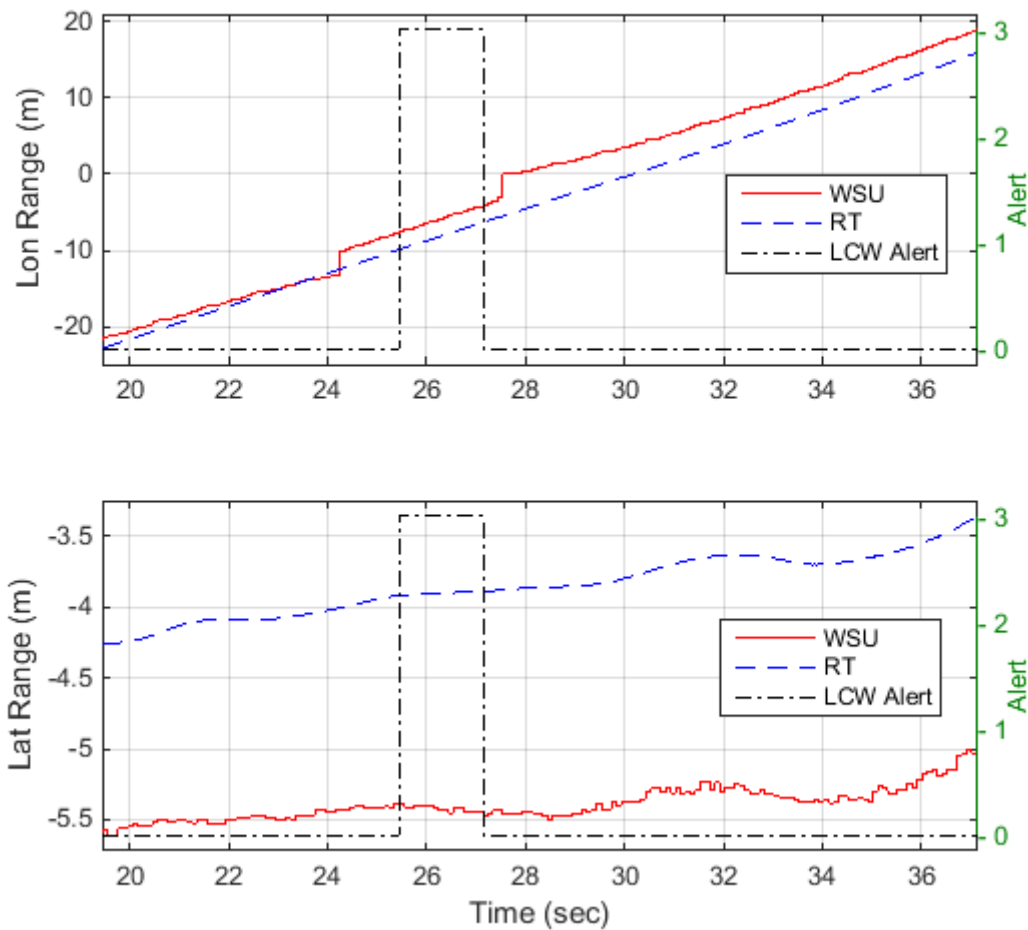 20
10
0
-10
-20
Lon Range (m)
3
2
1
0
Alert
WSU
RT
LCW Alert
20 22 24 26 28 30 32 34 36
-3.5
-4
-4.5
-5
-5.5
Lat Range (m)
3
2
1
0
Alert
WSU
RT
LCW Alert
20 22 24 26 28 30 32 34 36
Time (sec)